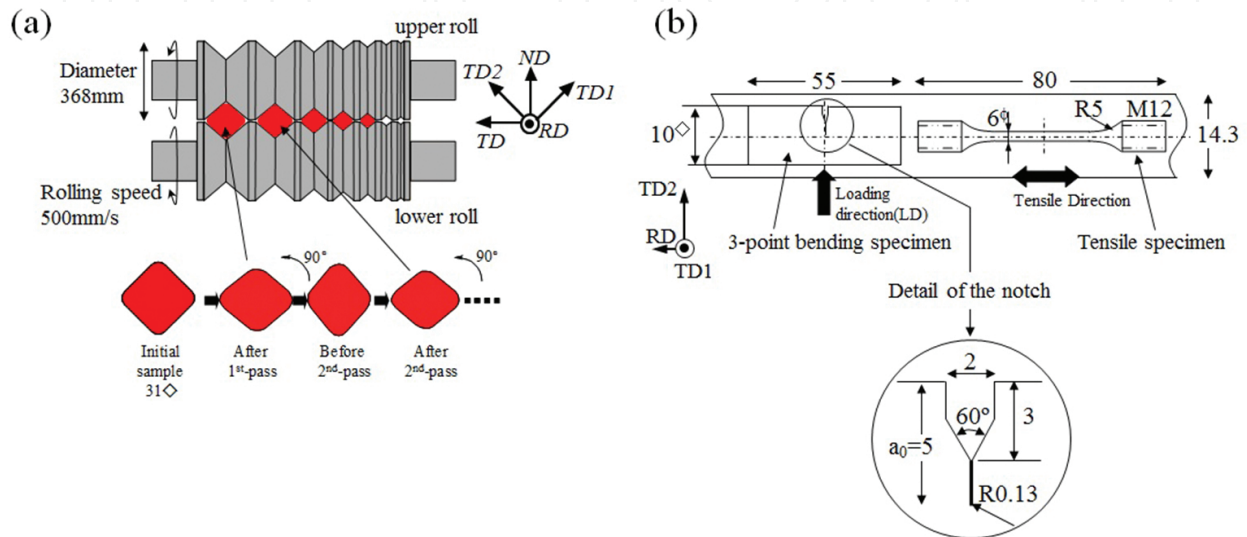 (a)
upper roll
Diameter
368mm
ND
TD2
TD1
TD
RD
Rolling speed
500mm/s
lower roll
90°
90°
Initial
sample
31◇
After
1st-pass
Before
2nd-pass
After
2nd-pass
(b)
55
80
10◇
6ϕ
R5
M12
14.3
TD2
RD
TD1
Loading
direction(LD)
Tensile Direction
3-point bending specimen
Tensile specimen
Detail of the notch
2
60°
3
a0=5
R0.13